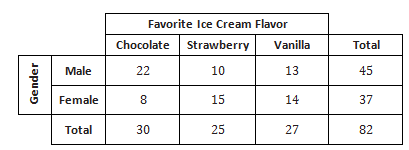 Favorite Ice Cream Flavor
Chocolate Strawberry Vanilla Total
Gender
Male 22 10 13 45
Female 8 15 14 37
Total 30 25 27 82